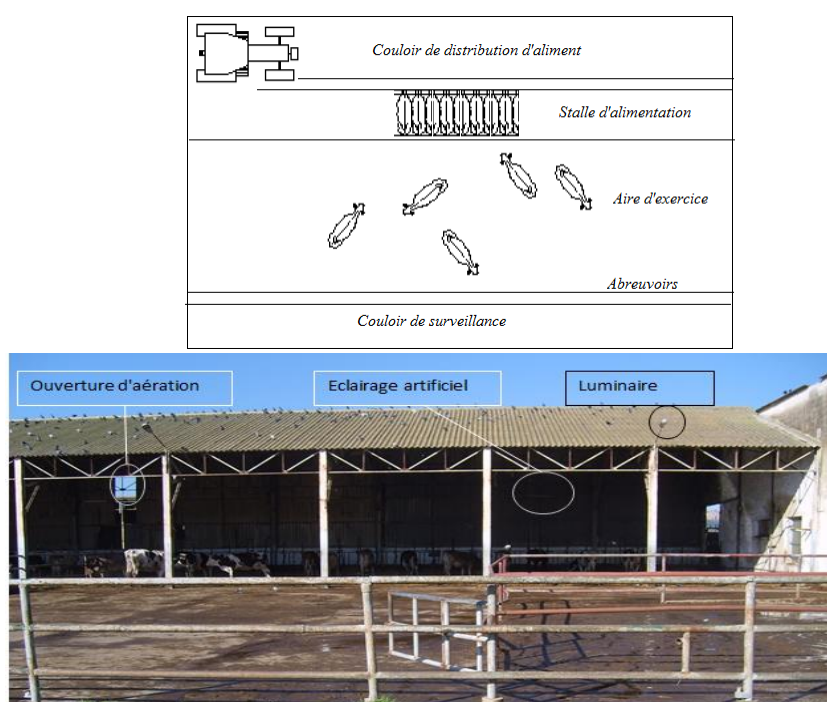 Couloir de distribution d'aliment
Stalle d'alimentation
Aire d'exercice
Abreuvoirs
Couloir de surveillance
Ouverture d'aération
Eclairage artificiel
Luminaire